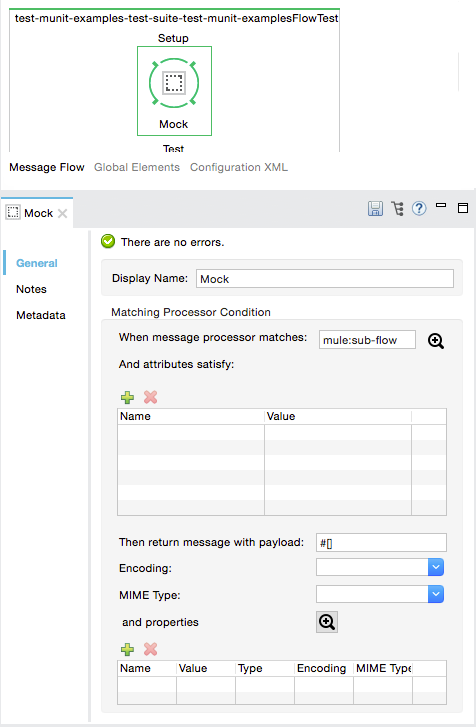 test-munit-examples-test-suite-test-munit-examplesFlowTest
Setup
Mock
Test
Message Flow Global Elements Configuration XML
Mock
There are no errors.
General
Notes
Metadata
Display Name: Mock
Matching Processor Condition
When message processor matches: mule:sub-flow
And attributes satisfy:
Name Value
Then return message with payload: #[]
Encoding:
MIME Type:
and properties
Name Value Type Encoding MIME Type